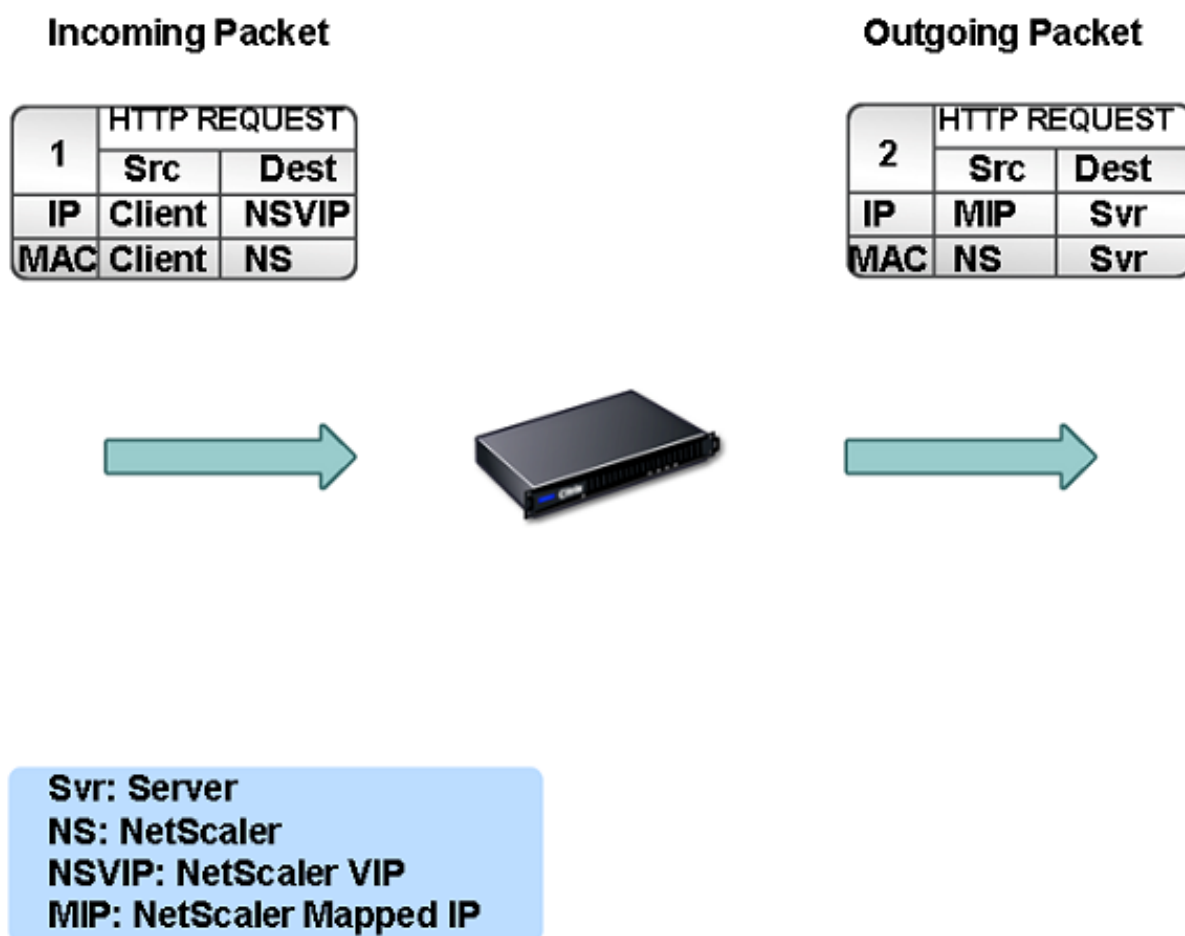 Incoming Packet
Outgoing Packet
1 HTTP REQUEST
Src Dest
IP Client NSVIP
MAC Client NS
2 HTTP REQUEST
Src Dest
IP MIP Svr
MAC NS Svr
Svr: Server
NS: NetScaler
NSVIP: NetScaler VIP
MIP: NetScaler Mapped IP